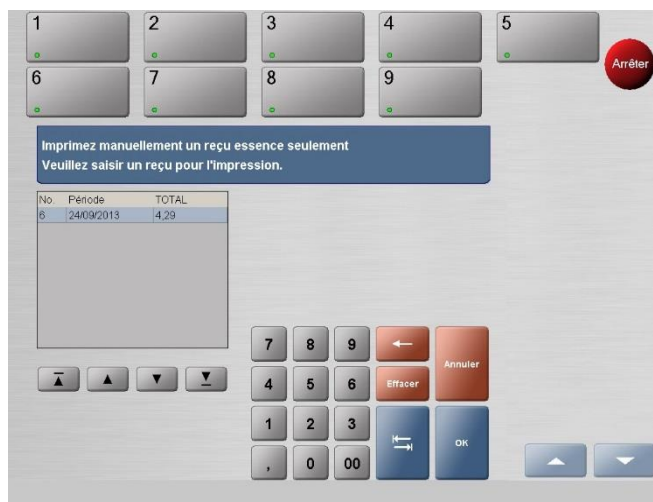 1 2 3 4 5
Arrêter
6 7 8 9
Imprimez manuellement un reçu essence seulement
Veuillez saisir un reçu pour l'impression.
No. Période TOTAL
6 24/09/2013 4,29
7 8 9
Annuler
4 5 6 Effacer
1 2 3
OK
, 0 00